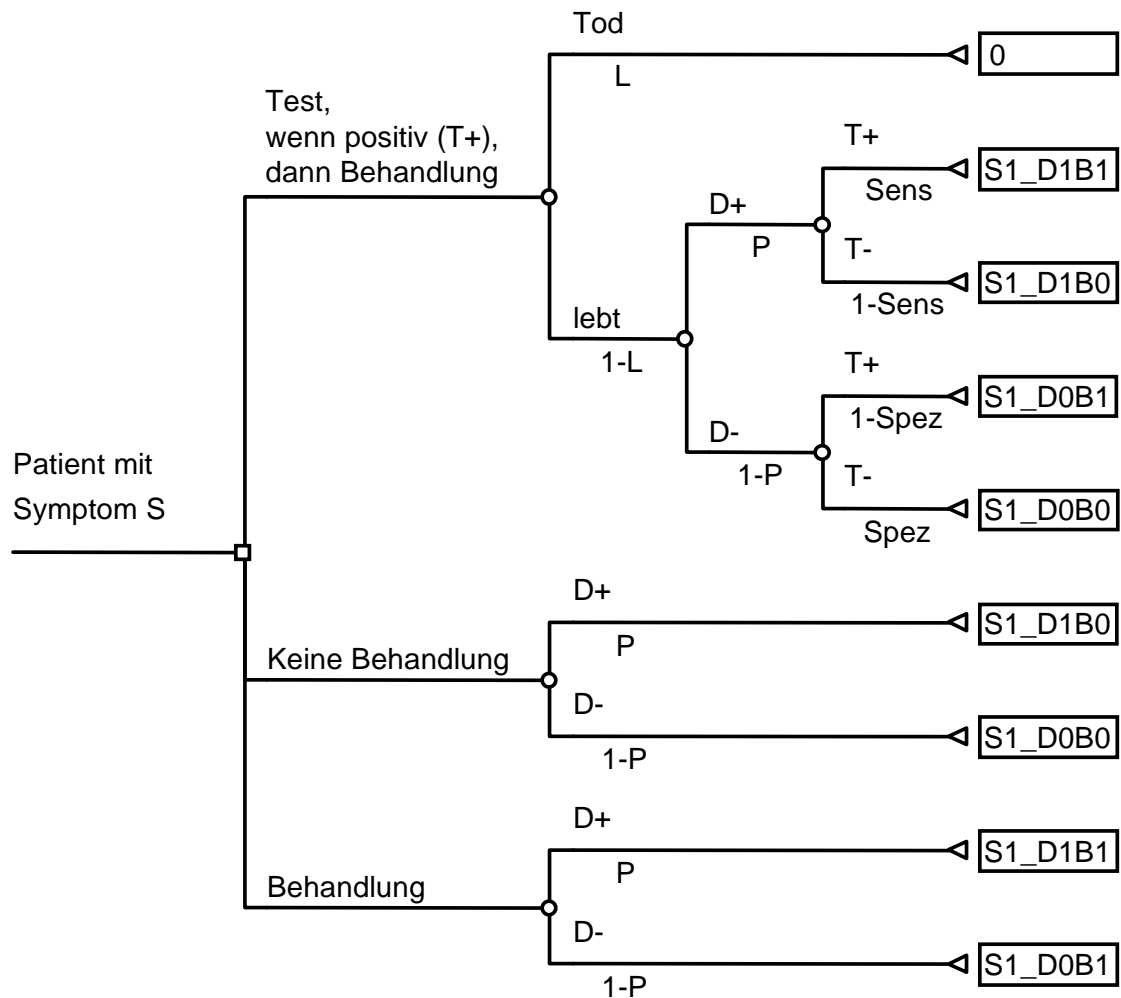 Tod
0
L
Test,
wenn positiv (T+),
dann Behandlung
T+
S1_D1B1
Sens
D+
P
T-
S1_D1B0
1-Sens
lebt
1-L
T+
S1_D0B1
1-Spez
D-
1-P
T-
S1_D0B0
Spez
Patient mit
Symptom S
D+
S1_D1B0
P
Keine Behandlung
D-
S1_D0B0
1-P
D+
S1_D1B1
P
Behandlung
D-
S1_D0B1
1-P